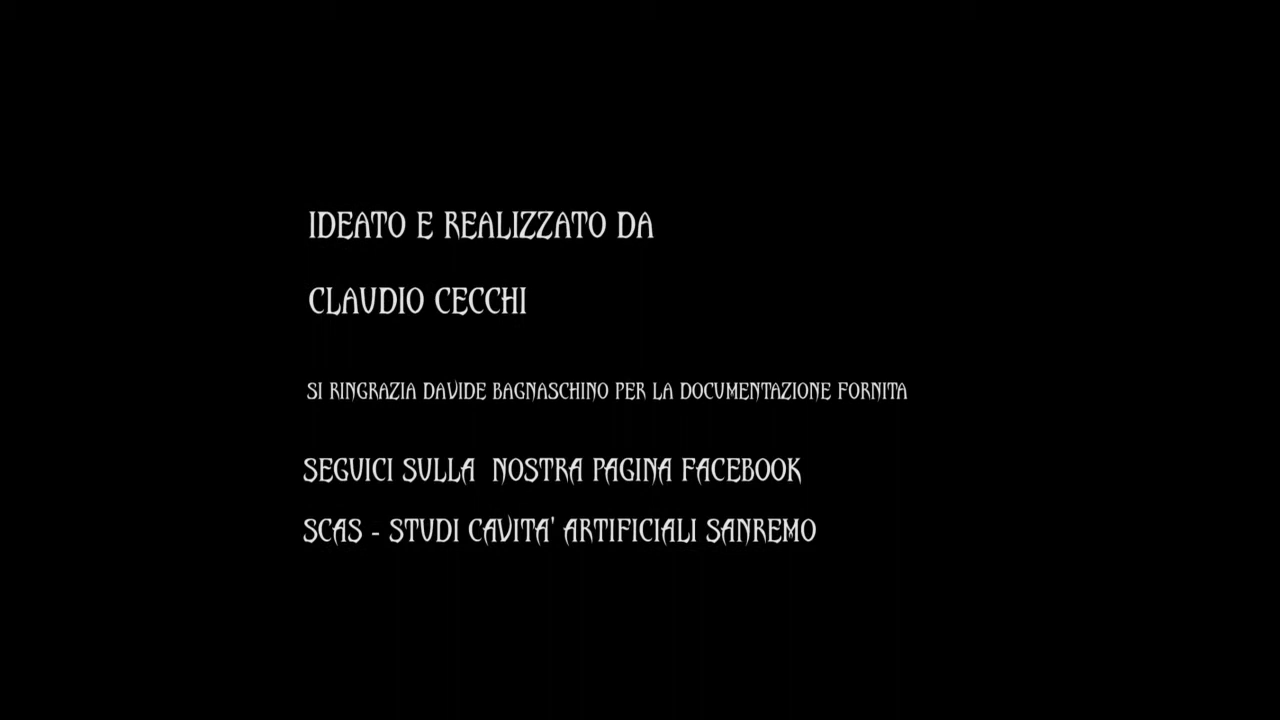 IDEATO E REALIZZATO DA
CLAUDIO CECCHI
SI RINGRAZIA DAVIDE BAGNASCHINO PER LA DOCUMENTAZIONE FORNITA
SEGUICI SULLA NOSTRA PAGINA FACEBOOK
SCAS - STUDI CAVITA' ARTIFICIALI SANREMO